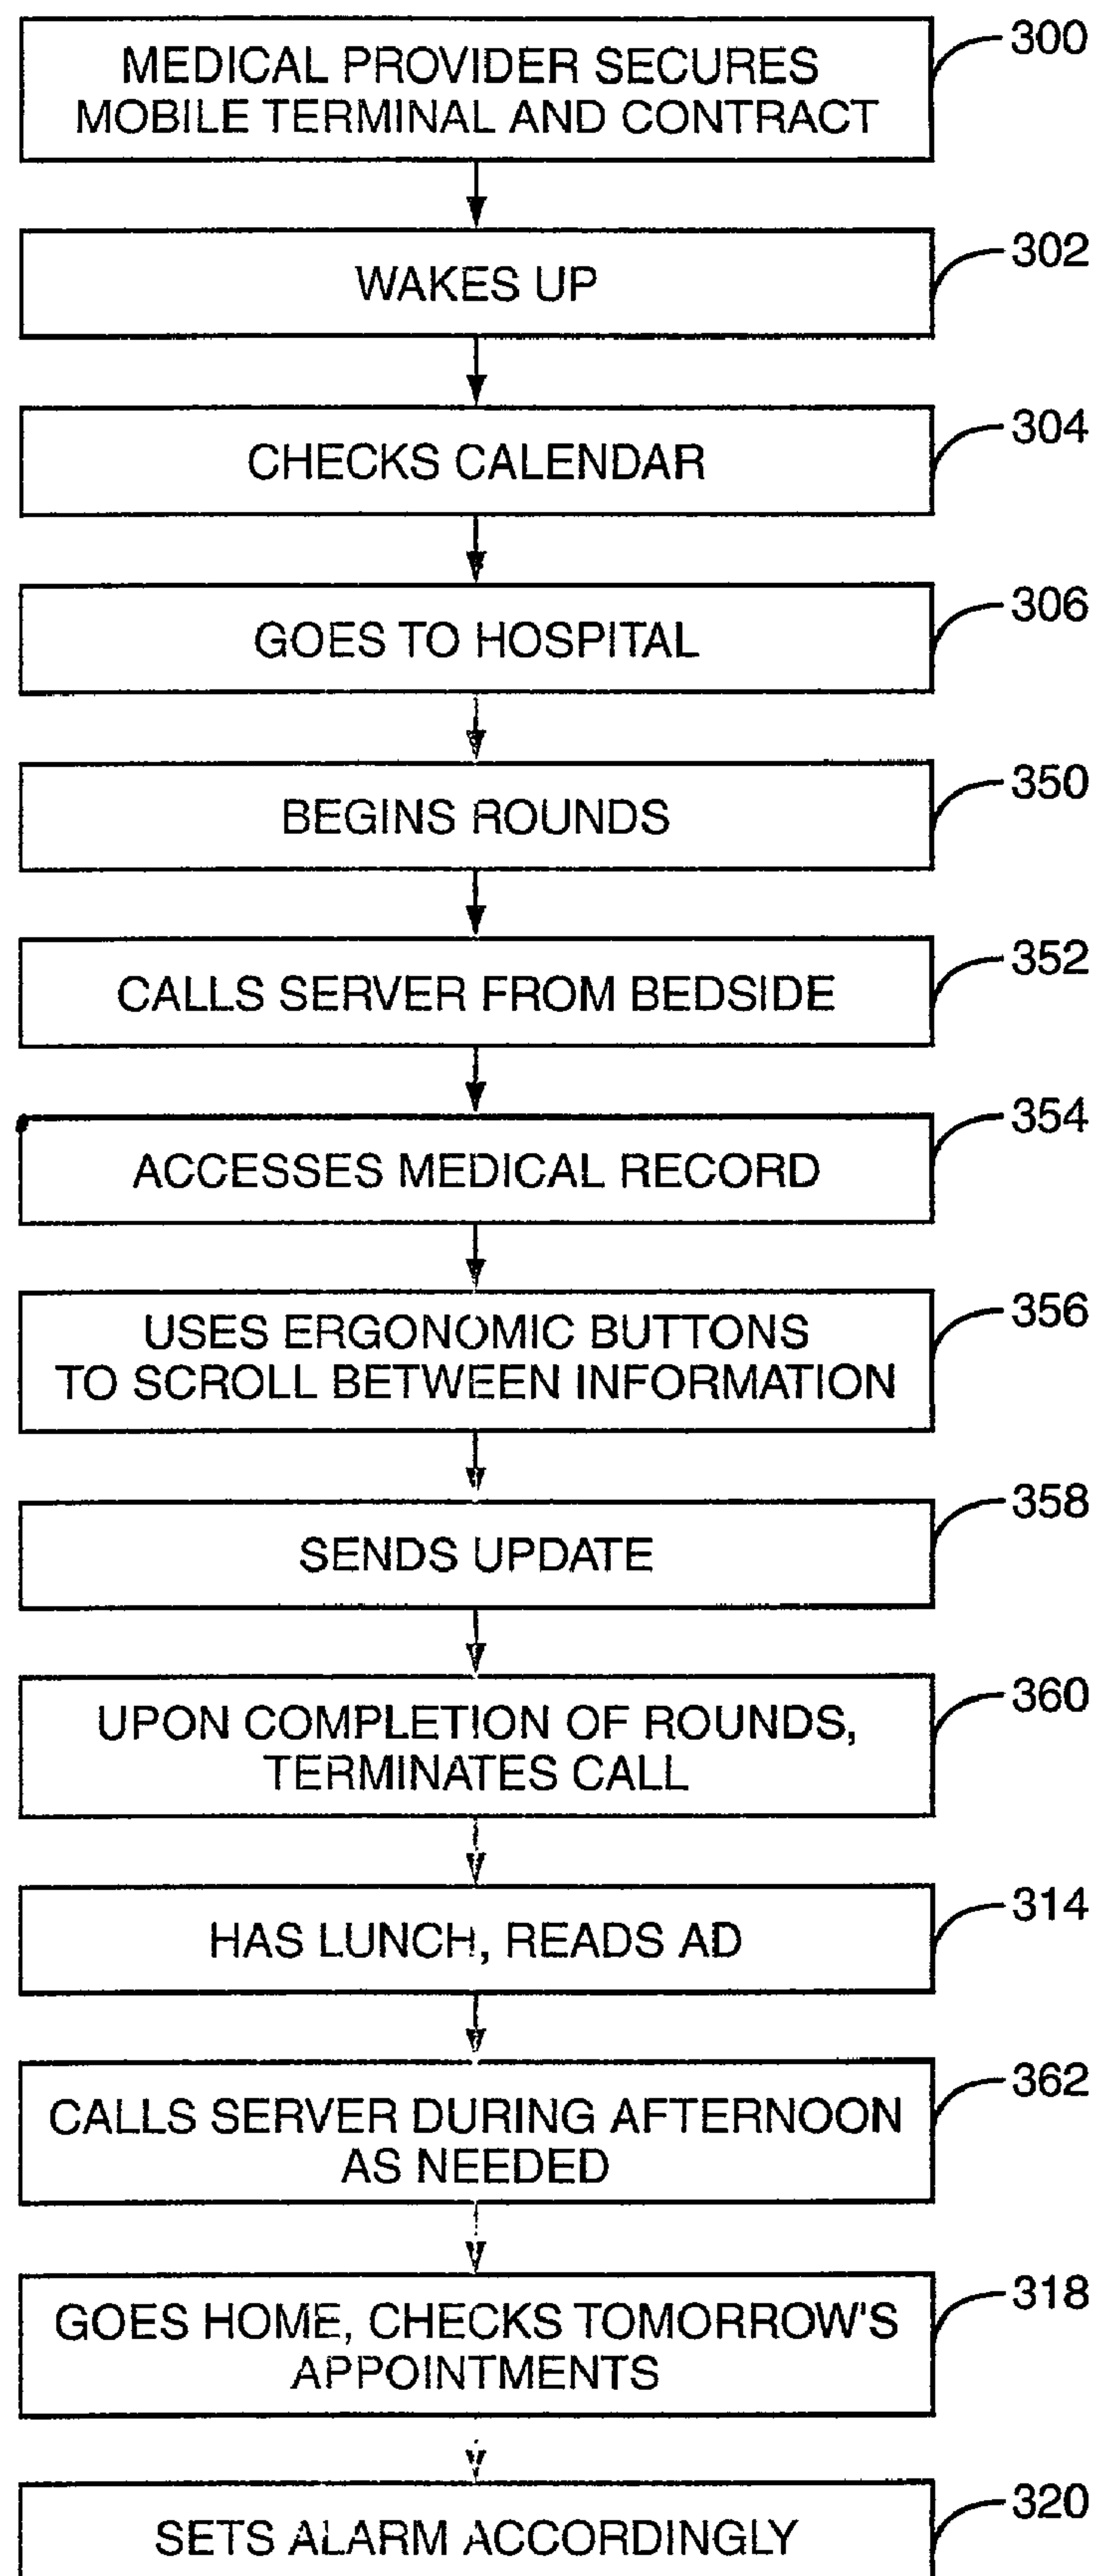 MEDICAL PROVIDER SECURES
MOBILE TERMINAL AND CONTRACT
300
WAKES UP
302
CHECKS CALENDAR
304
GOES TO HOSPITAL
306
BEGINS ROUNDS
350
CALLS SERVER FROM BEDSIDE
352
ACCESSES MEDICAL RECORD
354
USES ERGONOMIC BUTTONS
TO SCROLL BETWEEN INFORMATION
356
SENDS UPDATE
358
UPON COMPLETION OF ROUNDS,
TERMINATES CALL
360
HAS LUNCH, READS AD
314
CALLS SERVER DURING AFTERNOON
AS NEEDED
362
GOES HOME, CHECKS TOMORROW'S
APPOINTMENTS
318
SETS ALARM ACCORDINGLY
320